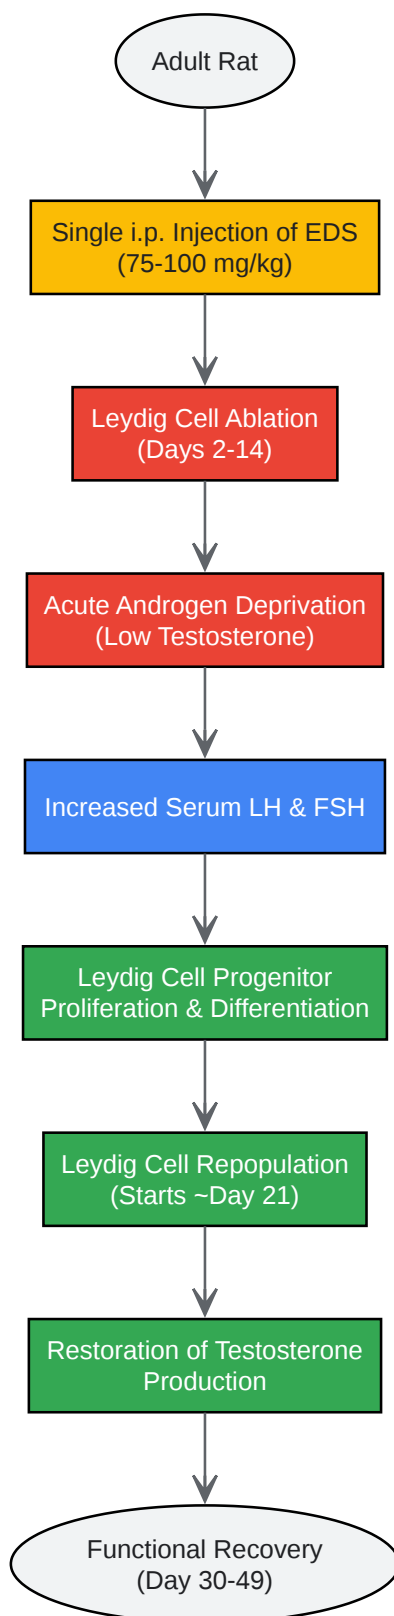 Adult Rat
Single i.p. Injection of EDS
(75-100 mg/kg)
Leydig Cell Ablation
(Days 2-14)
Acute Androgen Deprivation
(Low Testosterone)
Increased Serum LH & FSH
Leydig Cell Progenitor
Proliferation & Differentiation
Leydig Cell Repopulation
(Starts ~Day 21)
Restoration of Testosterone
Production
Functional Recovery
(Day 30-49)